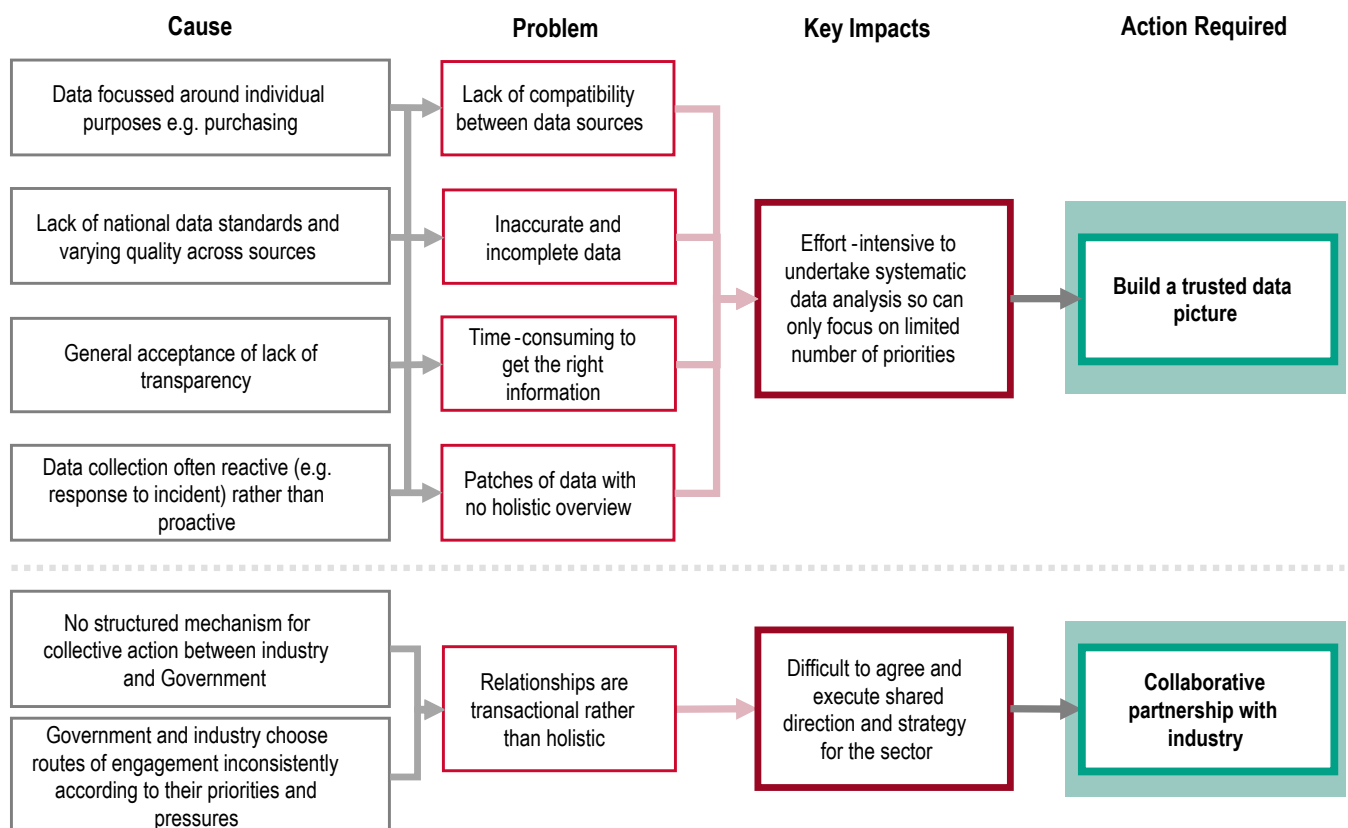 Cause
Problem
Key Impacts
Action Required
Data focussed around individual
purposes e.g. purchasing
Lack of compatibility
between data sources
Lack of national data standards and
varying quality across sources
Inaccurate and
incomplete data
General acceptance of lack of
transparency
Time -consuming to
get the right
information
Data collection often reactive (e.g.
response to incident) rather than
proactive
Patches of data with
no holistic overview
Effort -intensive to
undertake systematic
data analysis so can
only focus on limited
number of priorities
Build a trusted data
picture
No structured mechanism for
collective action between industry
and Government
Government and industry choose
routes of engagement inconsistently
according to their priorities and
pressures
Relationships are
transactional rather
than holistic
Difficult to agree and
execute shared
direction and strategy
for the sector
Collaborative
partnership with
industry